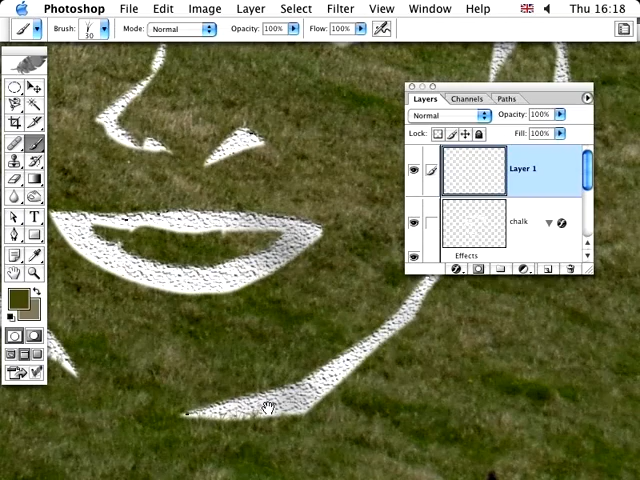 Photoshop File Edit Image Layer Select Filter View Window Help Thu 16:18
Brush: 30 Mode: Normal Opacity: 100% Flow: 100%
Layers Channels Paths
Normal Opacity: 100%
Lock: Fill: 100%
Layer 1
chalk
Effects
T